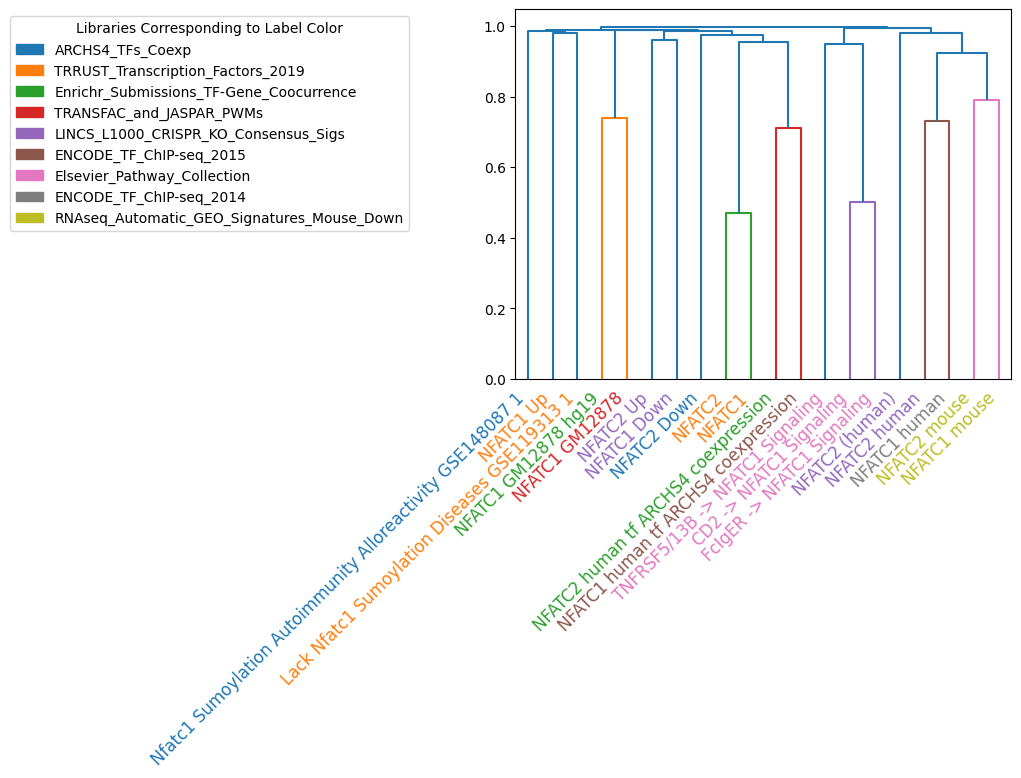 Libraries Corresponding to Label Color
ARCHS4_TFs_Coexp
TRRUST_Transcription_Factors_2019
Enrichr_Submissions_TF-Gene_Coocurrence
TRANSFAC_and_JASPAR_PWMs
LINCS_L1000_CRISPR_KO_Consensus_Sigs
ENCODE_TF_ChIP-seq_2015
Elsevier_Pathway_Collection
ENCODE_TF_ChIP-seq_2014
RNAseq_Automatic_GEO_Signatures_Mouse_Down
1.0
0.8
0.6
0.4
0.2
0.0
Nfatc1 Sumoylation Autoimmunity Alloreactivity GSE148087 1
NFATC1 Up
Lack Nfatc1 Sumoylation Diseases GSE119313 1
NFATC1 GM12878 hg19
NFATC1 GM12878
NFATC2 Up
NFATC1 Down
NFATC2 Down
NFATC2
NFATC1
NFATC2 human tf ARCHS4 coexpression
NFATC1 human tf ARCHS4 coexpression
TNFRSF5/13B -> NFATC1 Signaling
CD2 -> NFATC1 Signaling
FcIgER -> NFATC1 Signaling
NFATC2 (human)
NFATC2 human
NFATC1 human
NFATC2 mouse
NFATC1 mouse